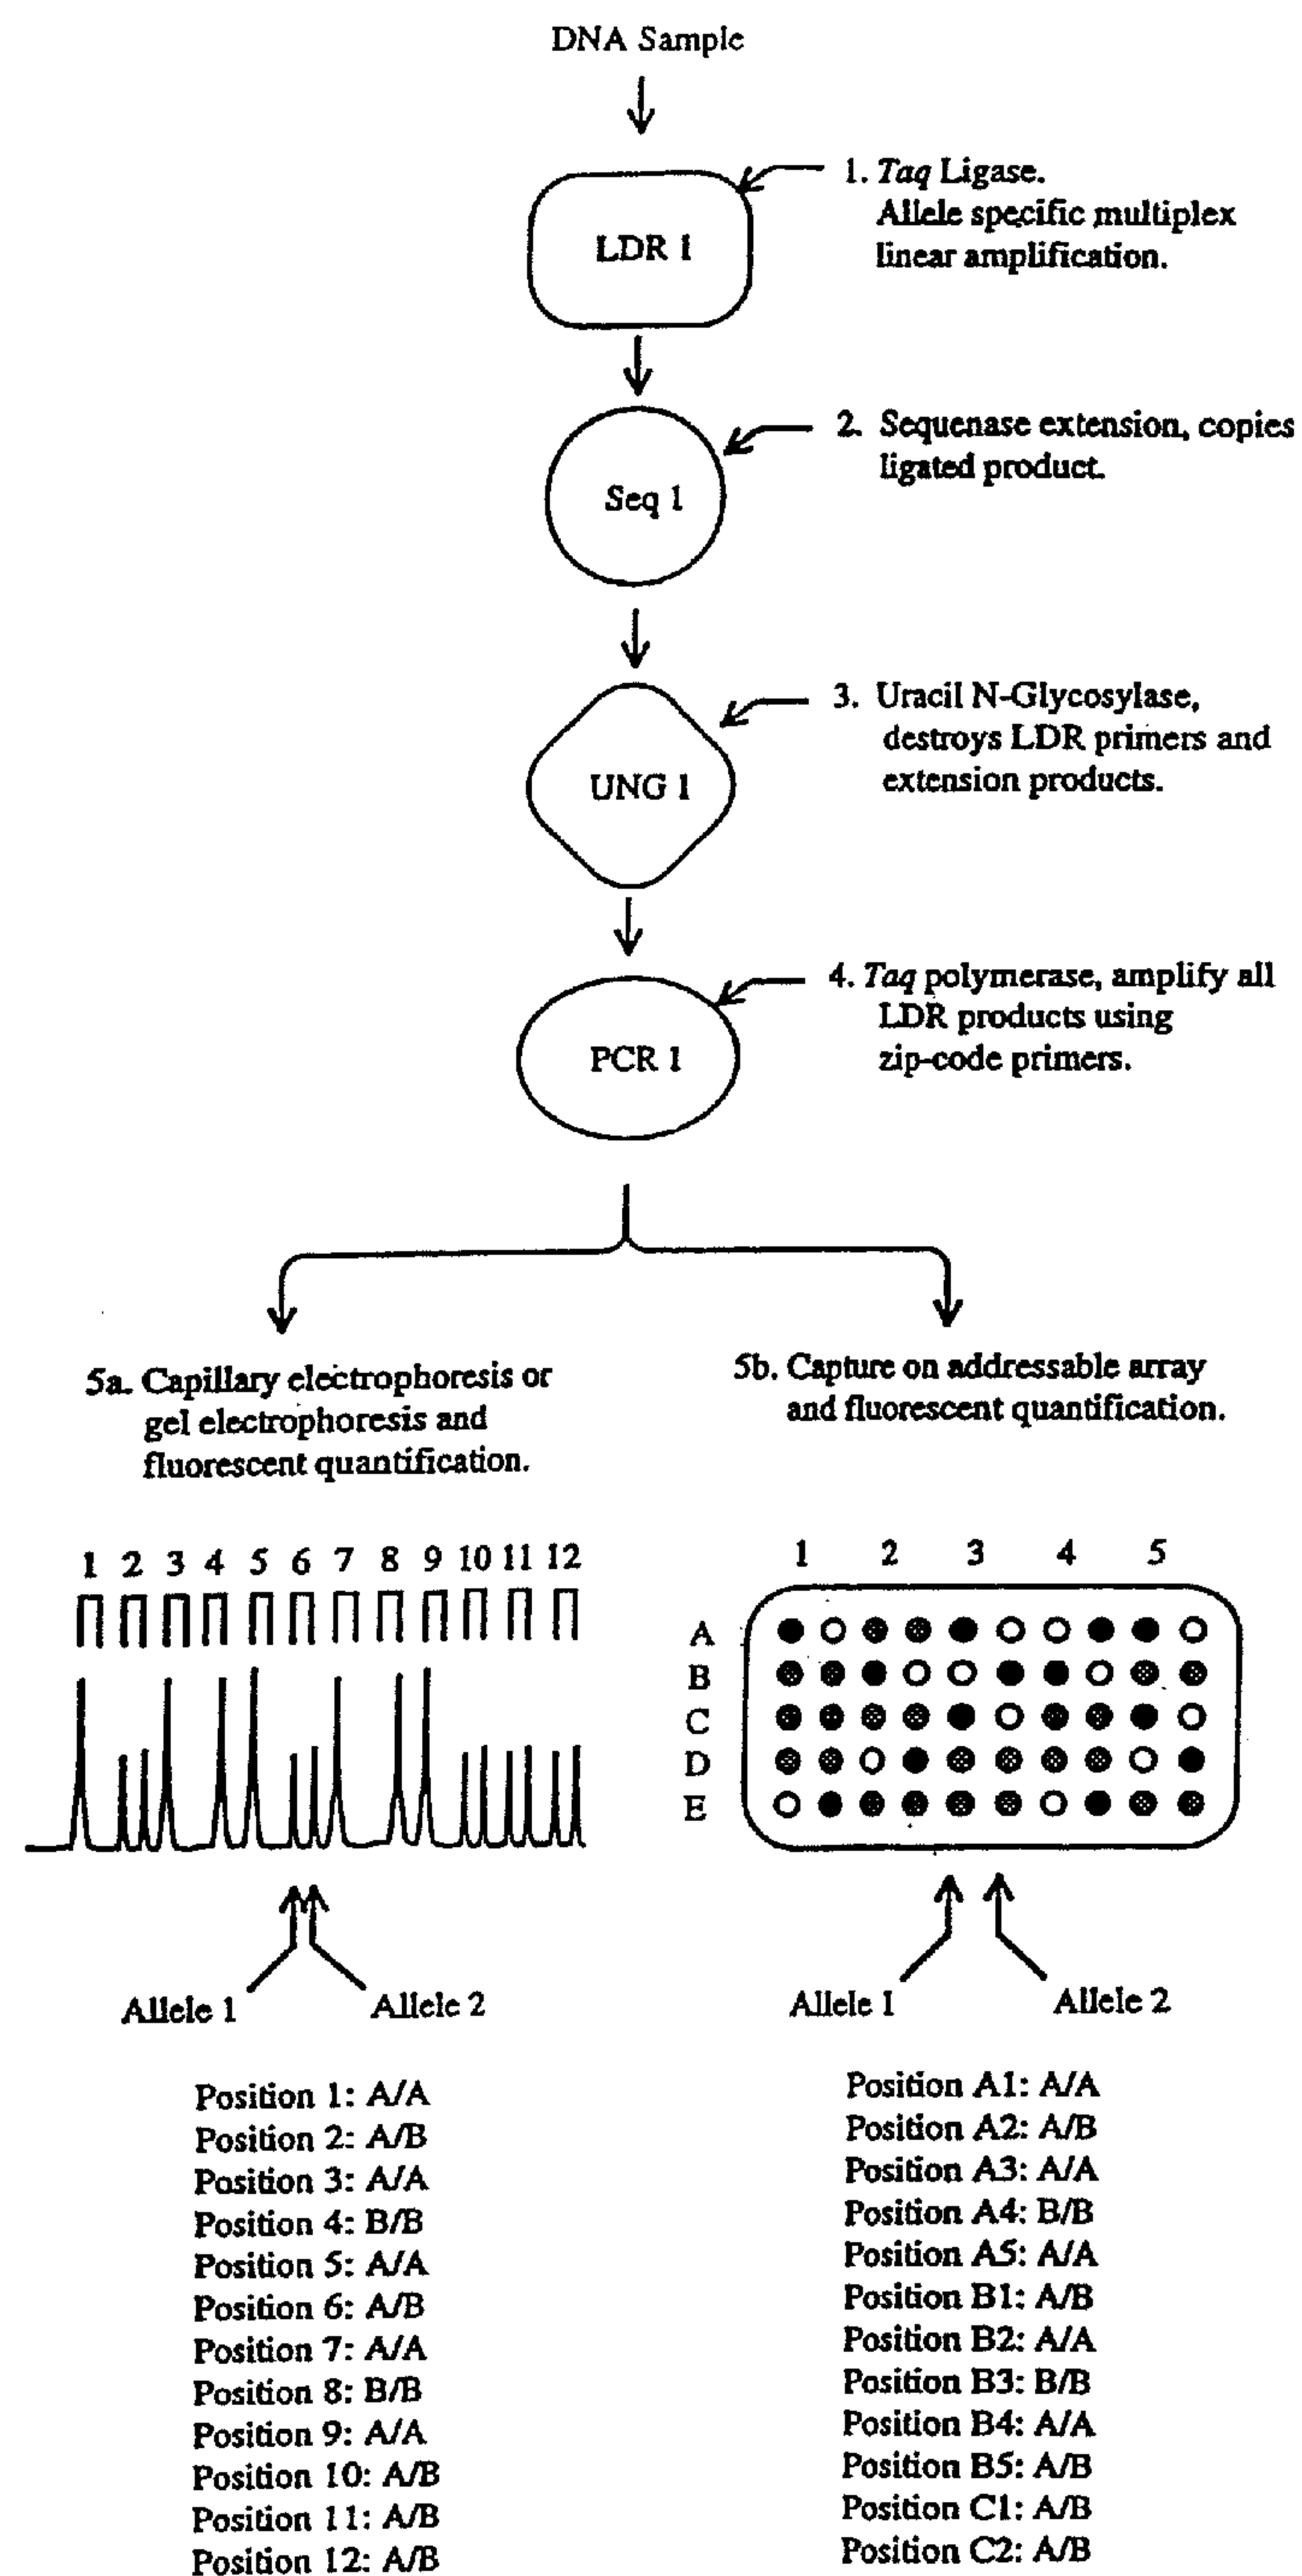 DNA Sample
LDR 1
1. Taq Ligase.
Allele specific multiplex
linear amplification.
Seq 1
2. Sequenase extension, copies
ligated product.
UNG 1
3. Uracil N-Glycosylase,
destroys LDR primers and
extension products.
PCR 1
4. Taq polymerase, amplify all
LDR products using
zip-code primers.
5a. Capillary electrophoresis or
gel electrophoresis and
fluorescent quantification.
1 2 3 4 5 6 7 8 9 10 11 12
Allele 1 Allele 2
Position 1: A/A
Position 2: A/B
Position 3: A/A
Position 4: B/B
Position 5: A/A
Position 6: A/B
Position 7: A/A
Position 8: B/B
Position 9: A/A
Position 10: A/B
Position 11: A/B
Position 12: A/B
5b. Capture on addressable array
and fluorescent quantification.
1 2 3 4 5
A
B
C
D
E
Allele 1 Allele 2
Position A1: A/A
Position A2: A/B
Position A3: A/A
Position A4: B/B
Position A5: A/A
Position B1: A/B
Position B2: A/A
Position B3: B/B
Position B4: A/A
Position B5: A/B
Position C1: A/B
Position C2: A/B